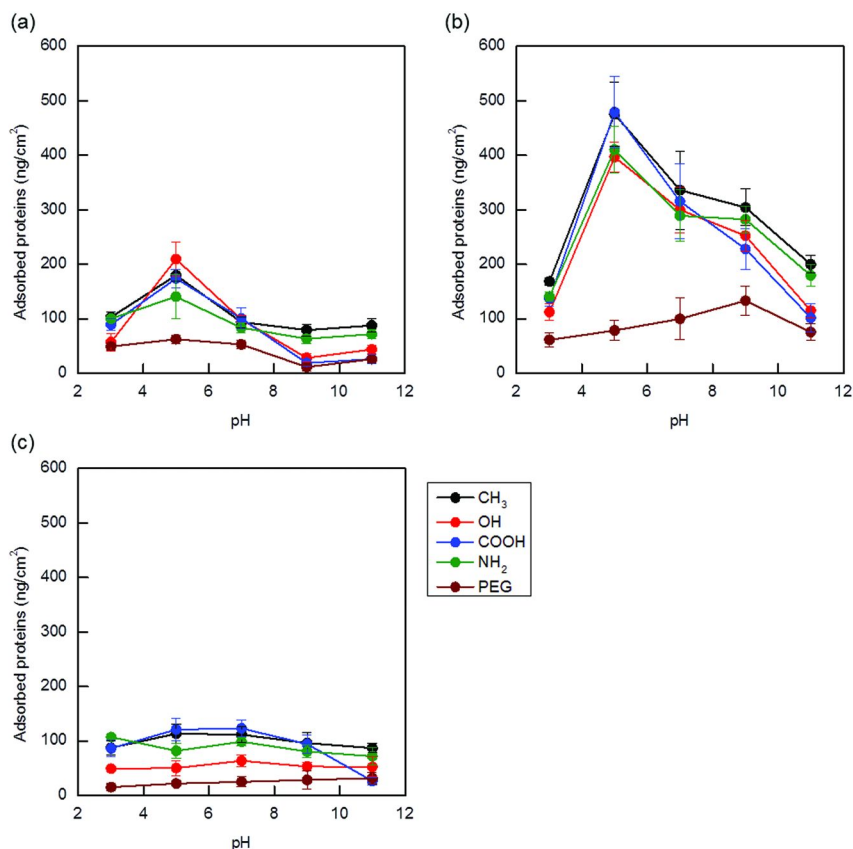 (a)
600
500
400
300
200
100
0
Adsorbed proteins (ng/cm²)
2 4 6 8 10 12
pH
(b)
600
500
400
300
200
100
0
Adsorbed proteins (ng/cm²)
2 4 6 8 10 12
pH
(c)
600
500
400
300
200
100
0
Adsorbed proteins (ng/cm²)
2 4 6 8 10 12
pH
CH₃
OH
COOH
NH₂
PEG